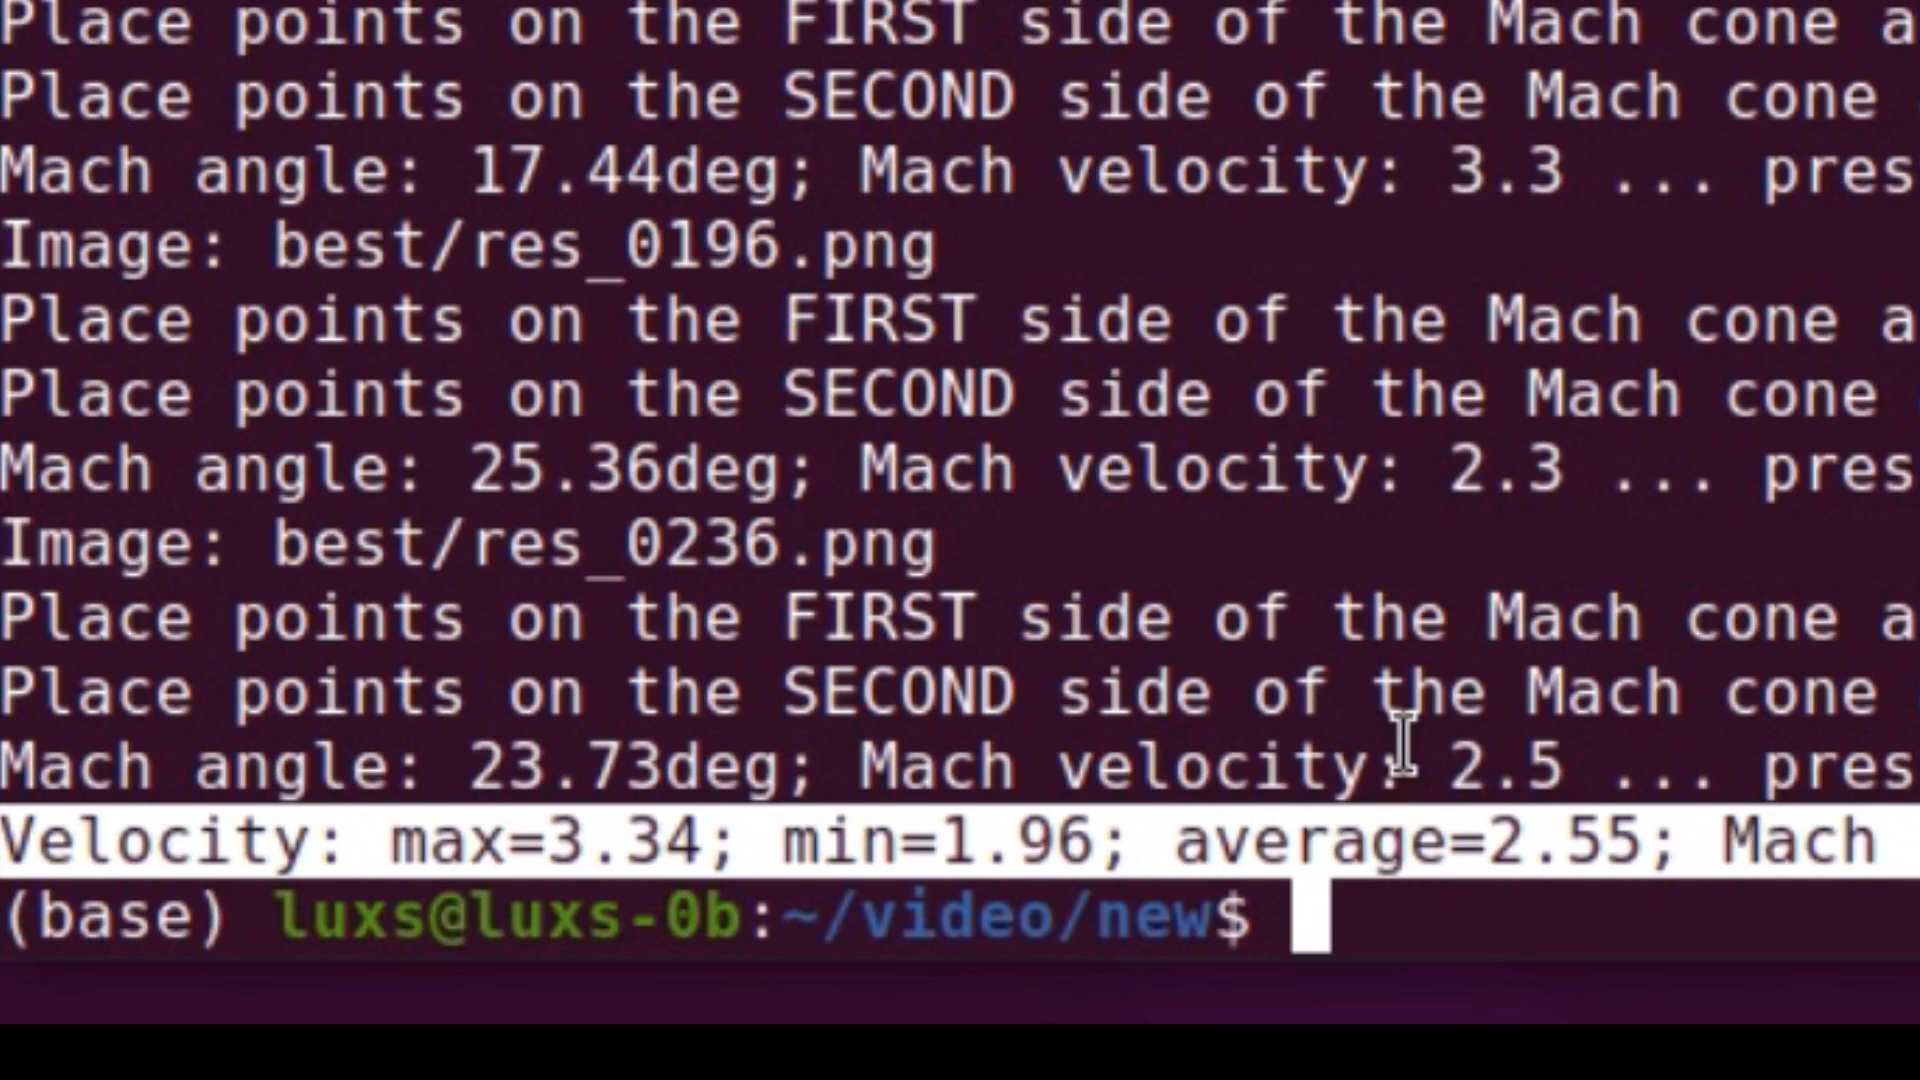 Place points on the FIRST side of the Mach cone a
Place points on the SECOND side of the Mach cone
Mach angle: 17.44deg; Mach velocity: 3.3 ... pres
Image: best/res_0196.png
Place points on the FIRST side of the Mach cone a
Place points on the SECOND side of the Mach cone
Mach angle: 25.36deg; Mach velocity: 2.3 ... pres
Image: best/res_0236.png
Place points on the FIRST side of the Mach cone a
Place points on the SECOND side of the Mach cone
Mach angle: 23.73deg; Mach velocity: 2.5 ... pres
Velocity: max=3.34; min=1.96; average=2.55; Mach
(base) luxs@luxs-0b:~/video/new$